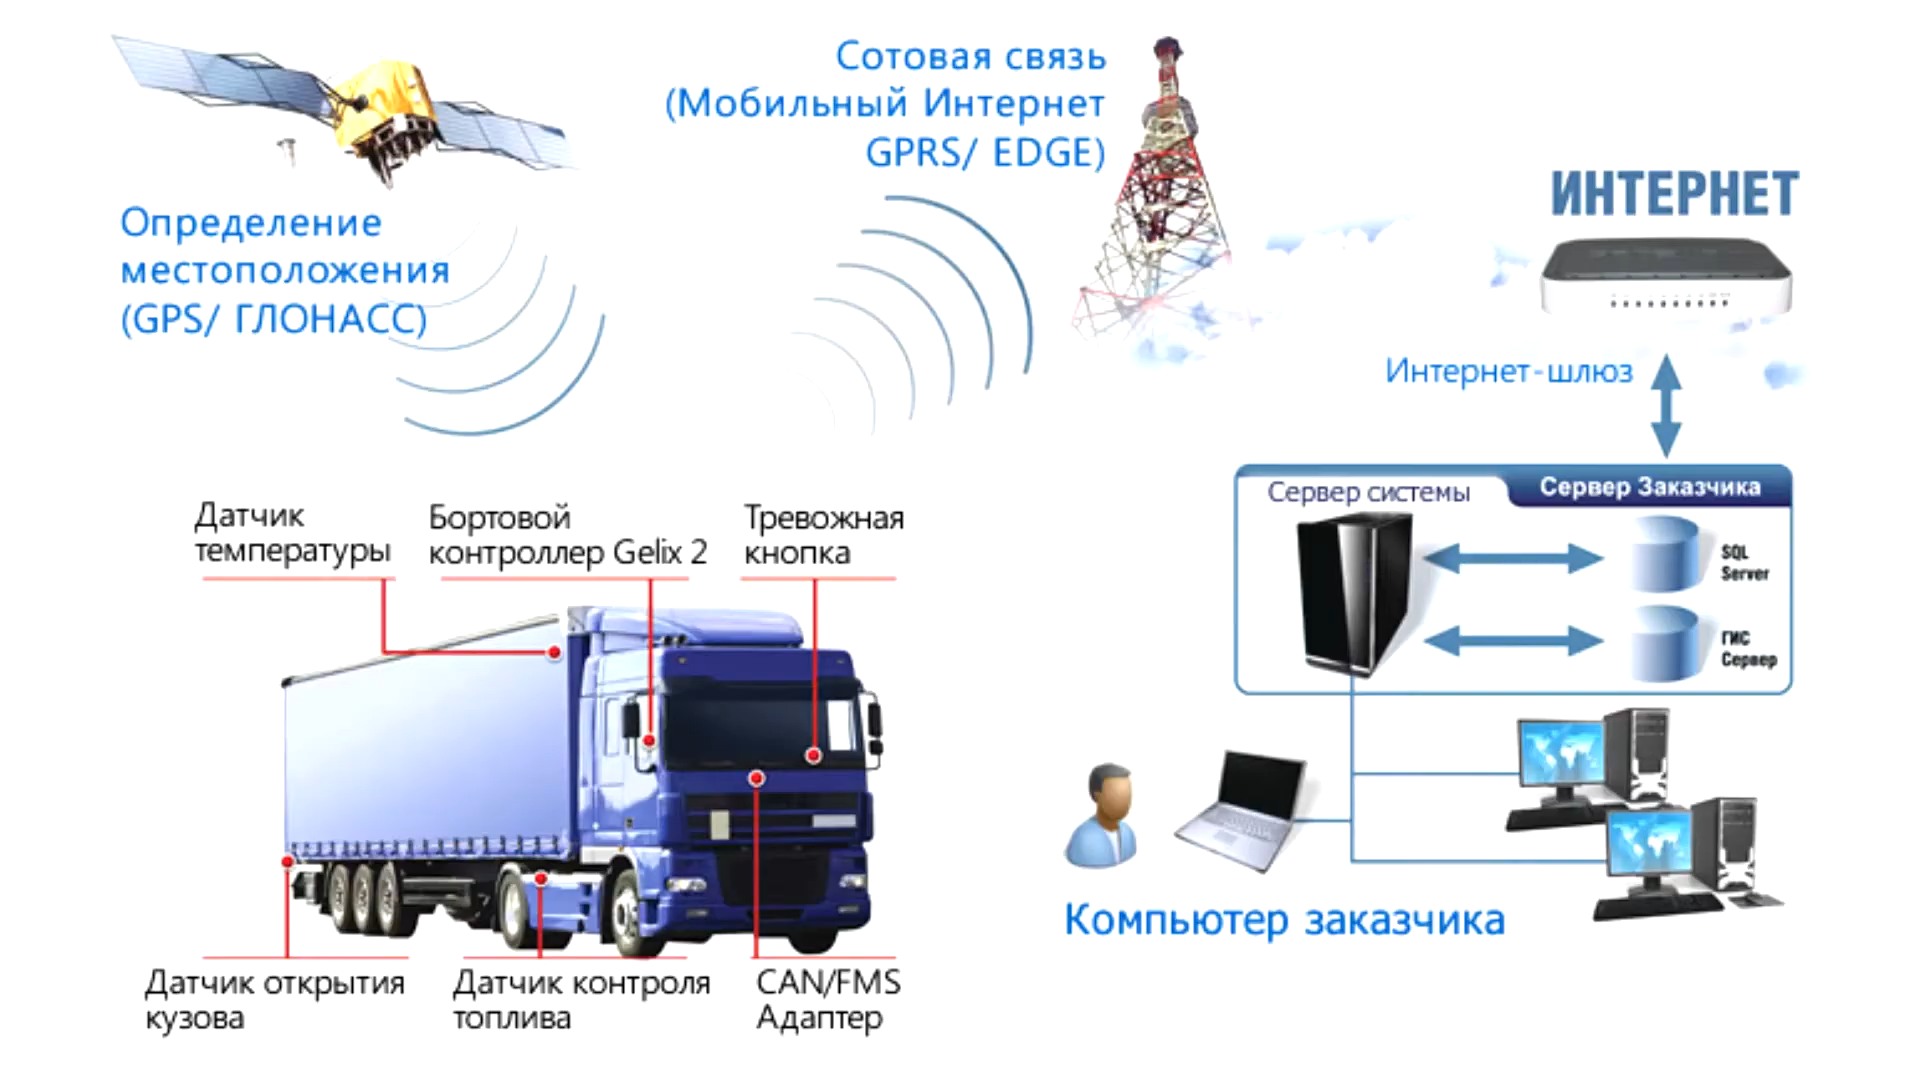 Сотовая связь
(Мобильный Интернет
GPRS/ EDGE)
Определение
местоположения
(GPS/ ГЛОНАСС)
ИНТЕРНЕТ
Интернет-шлюз
Сервер системы
Сервер Заказчика
SQL
Server
ГИС
Сервер
Датчик
температуры
Бортовой
контроллер Gelix 2
Тревожная
кнопка
Компьютер заказчика
Датчик открытия
кузова
Датчик контроля
топлива
CAN/FMS
Адаптер